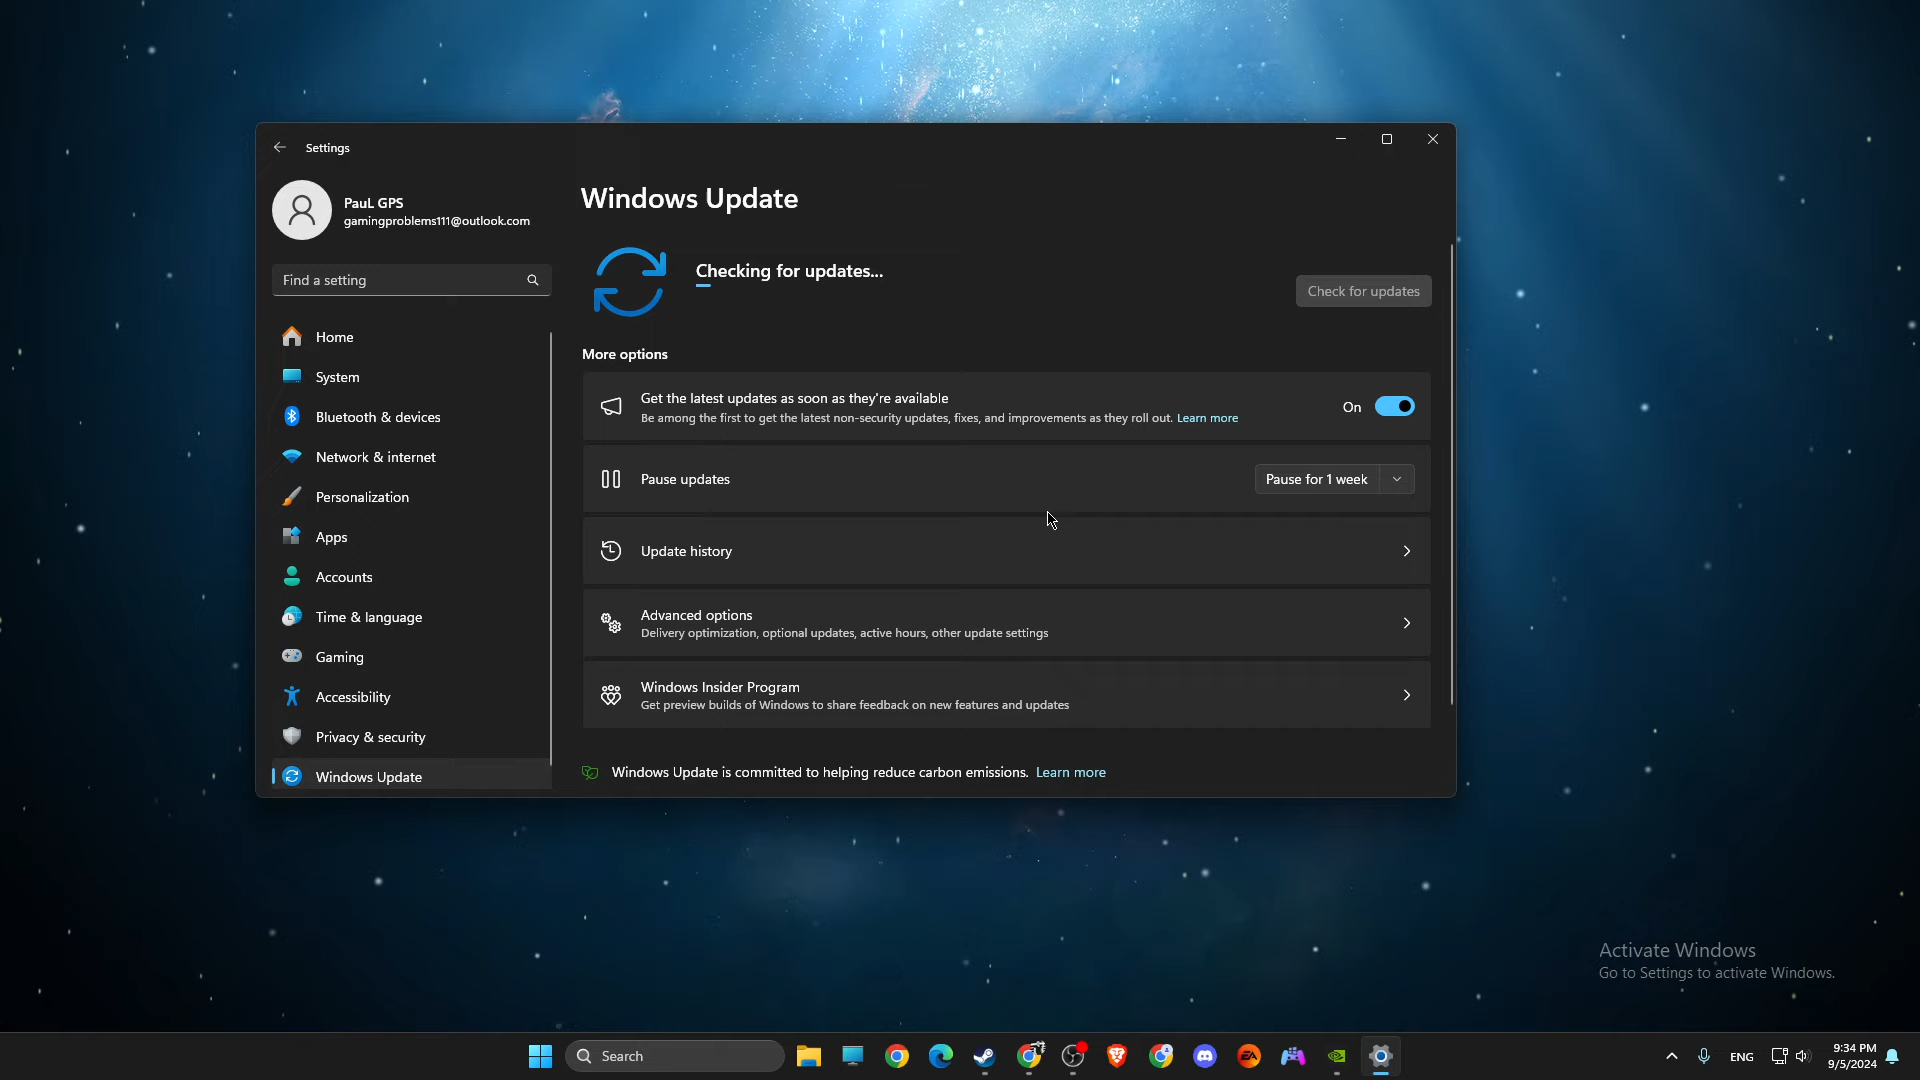 Settings
PauL GPS
gamingproblems111@outlook.com
Find a setting
Home
System
Bluetooth & devices
Network & internet
Personalization
Apps
Accounts
Time & language
Gaming
Accessibility
Privacy & security
Windows Update
Windows Update
Checking for updates...
Check for updates
More options
Get the latest updates as soon as they're available
Be among the first to get the latest non-security updates, fixes, and improvements as they roll out. Learn more
On
Pause updates
Pause for 1 week
Update history
Advanced options
Delivery optimization, optional updates, active hours, other update settings
Windows Insider Program
Get preview builds of Windows to share feedback on new features and updates
Windows Update is committed to helping reduce carbon emissions. Learn more
Activate Windows
Go to Settings to activate Windows.
Search
EA
ENG
9:34 PM
9/5/2024